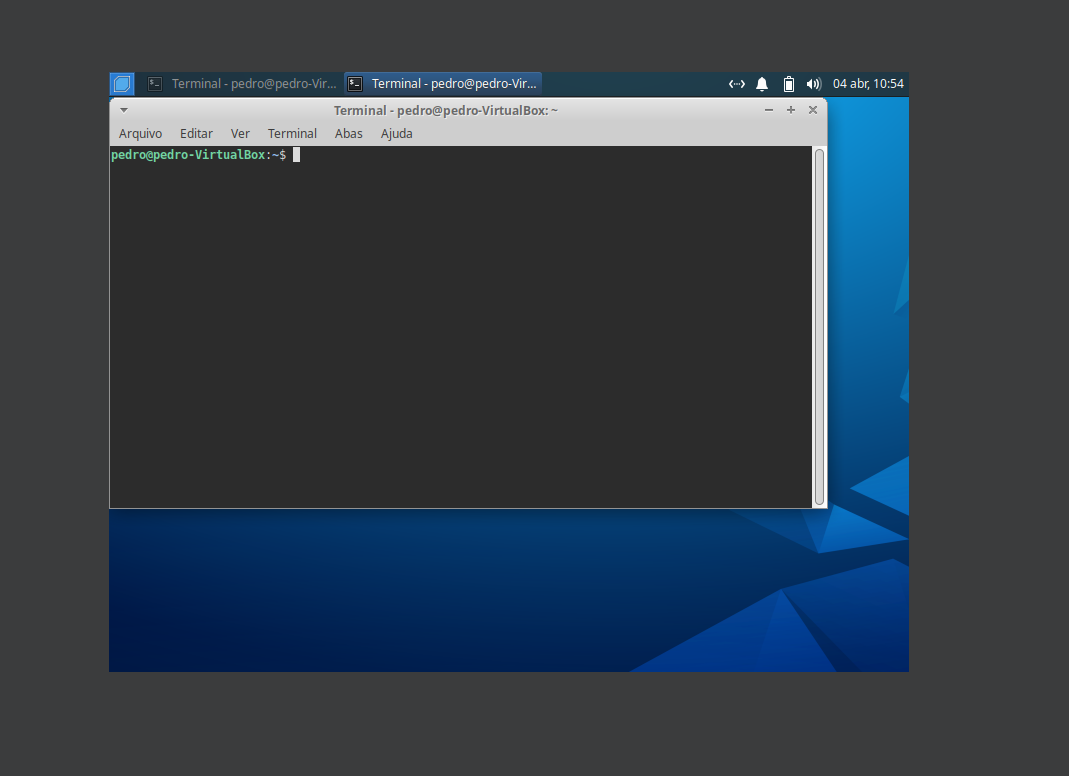 Terminal - pedro@pedro-Vir... Terminal - pedro@pedro-Vir... 04 abr, 10:54
Terminal - pedro@pedro-VirtualBox: ~
Arquivo Editar Ver Terminal Abas Ajuda
pedro@pedro-VirtualBox:~$